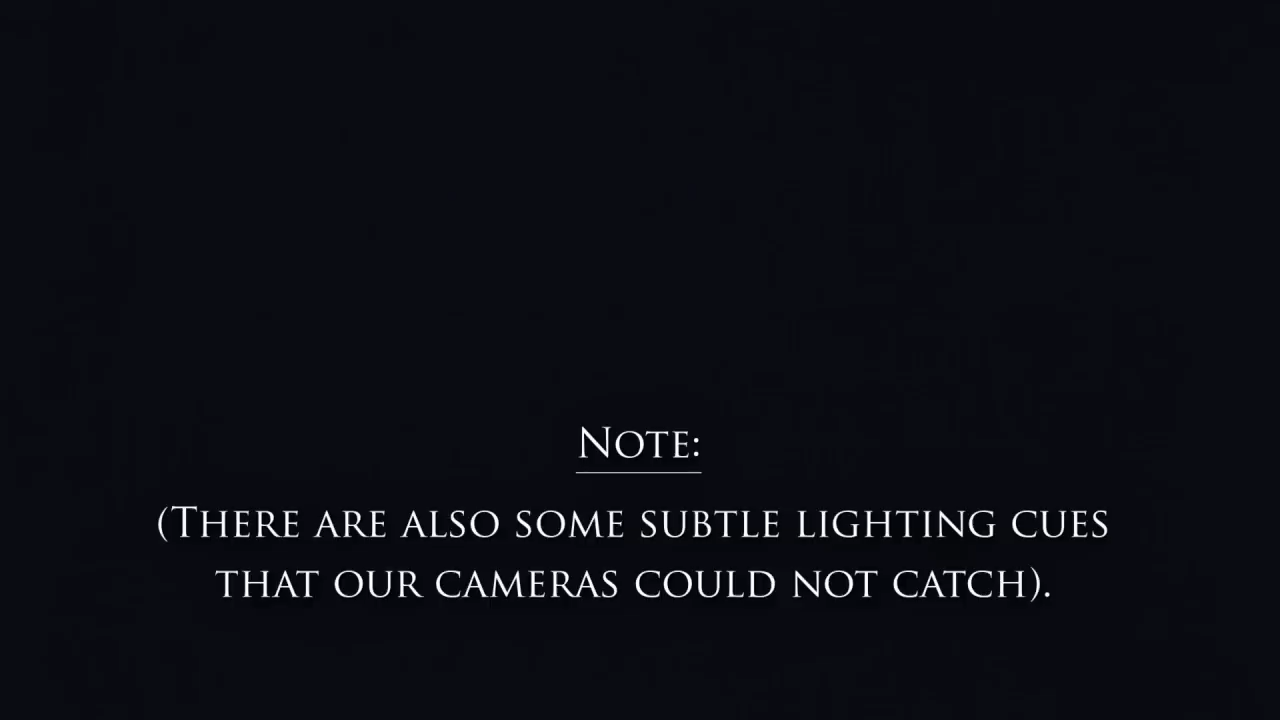 Note:
(There are also some subtle lighting cues
that our cameras could not catch).